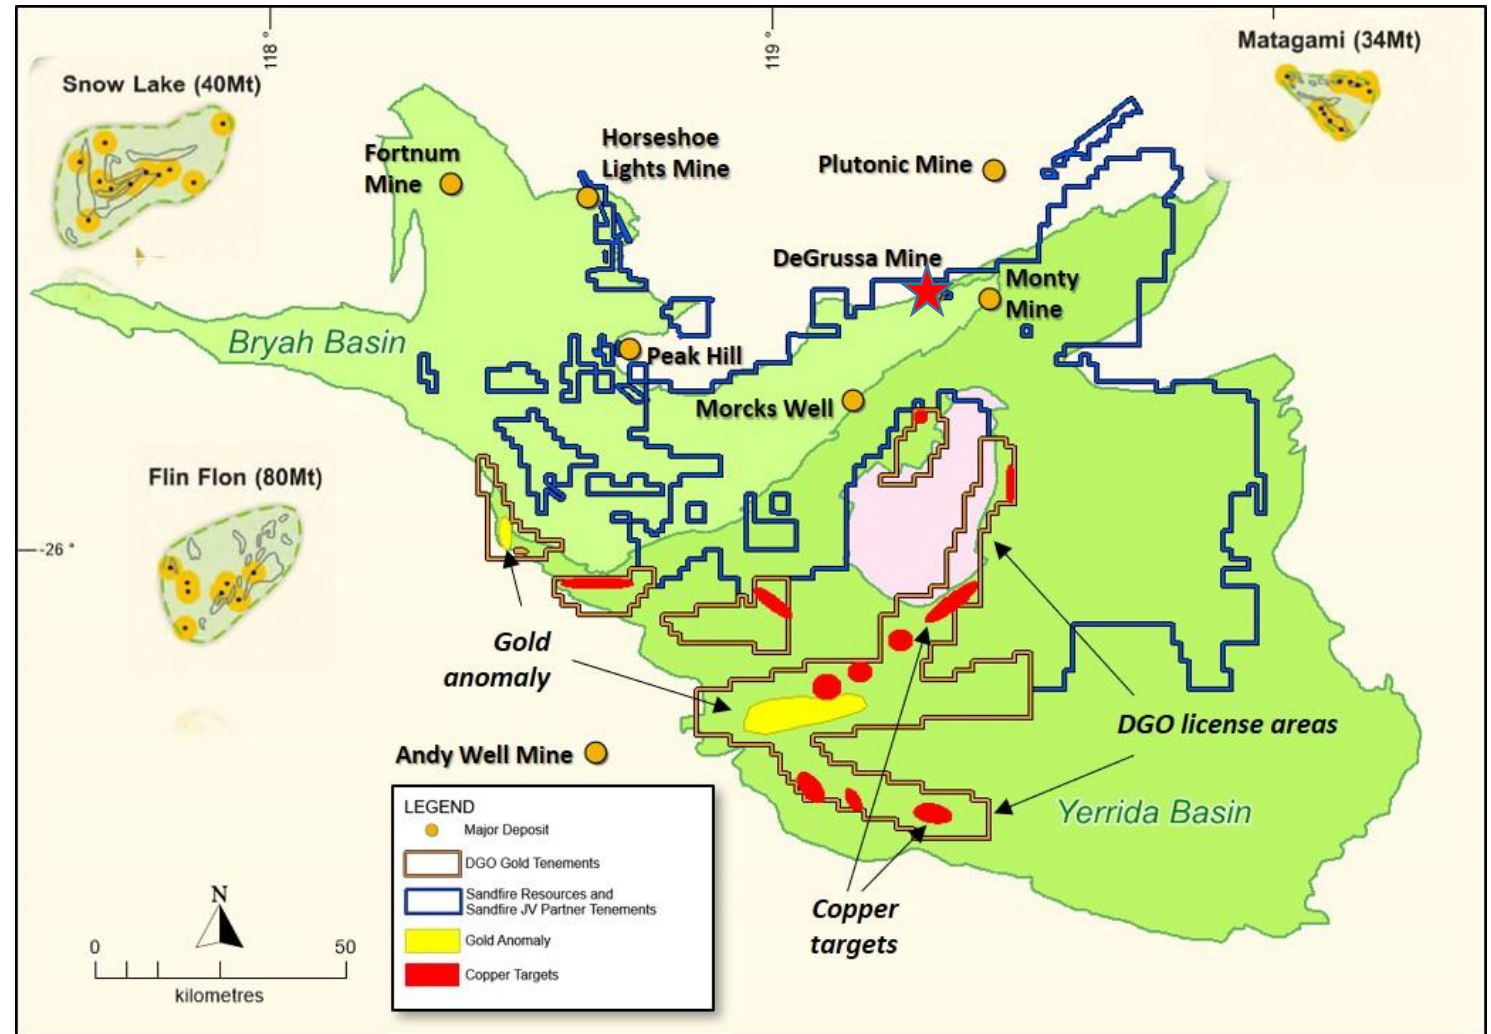 118 °
119 °
Matagami (34Mt)
Snow Lake (40Mt)
Fortnum
Mine
Horseshoe
Lights Mine
Plutonic Mine
DeGrussa Mine
Monty
Mine
Bryah Basin
Peak Hill
Morcks Well
Flin Flon (80Mt)
-26 °
Gold
anomaly
DGO license areas
Andy Well Mine
Yerrida Basin
Copper
targets
LEGEND
Major Deposit
DGO Gold Tenements
Sandfire Resources and
Sandfire JV Partner Tenements
Gold Anomaly
Copper Targets
N
0 50
kilometres